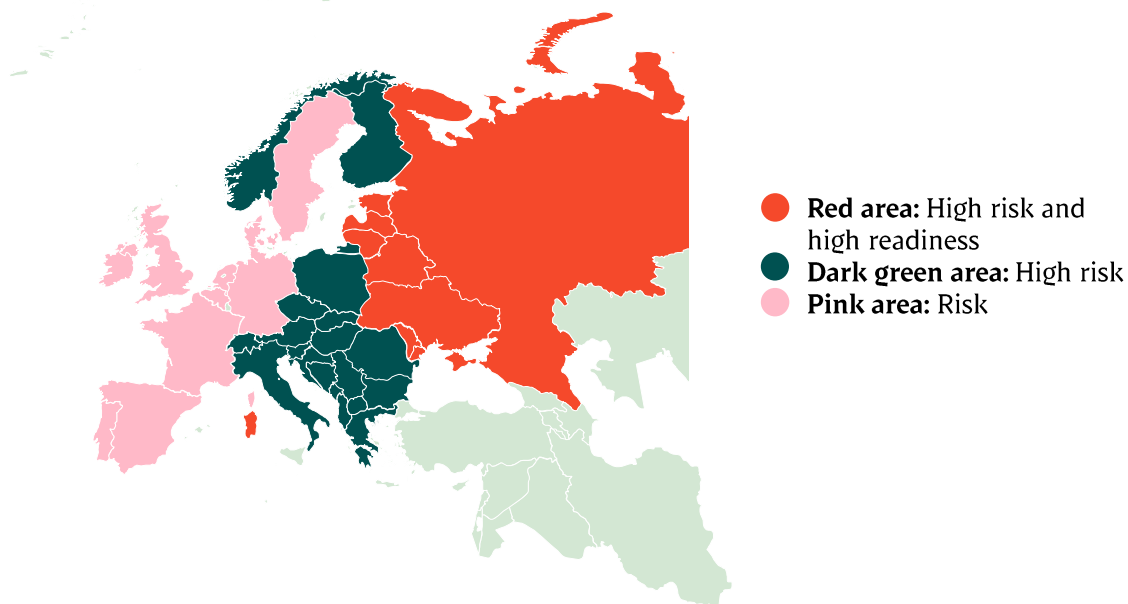 Red area: High risk and
high readiness
Dark green area: High risk
Pink area: Risk